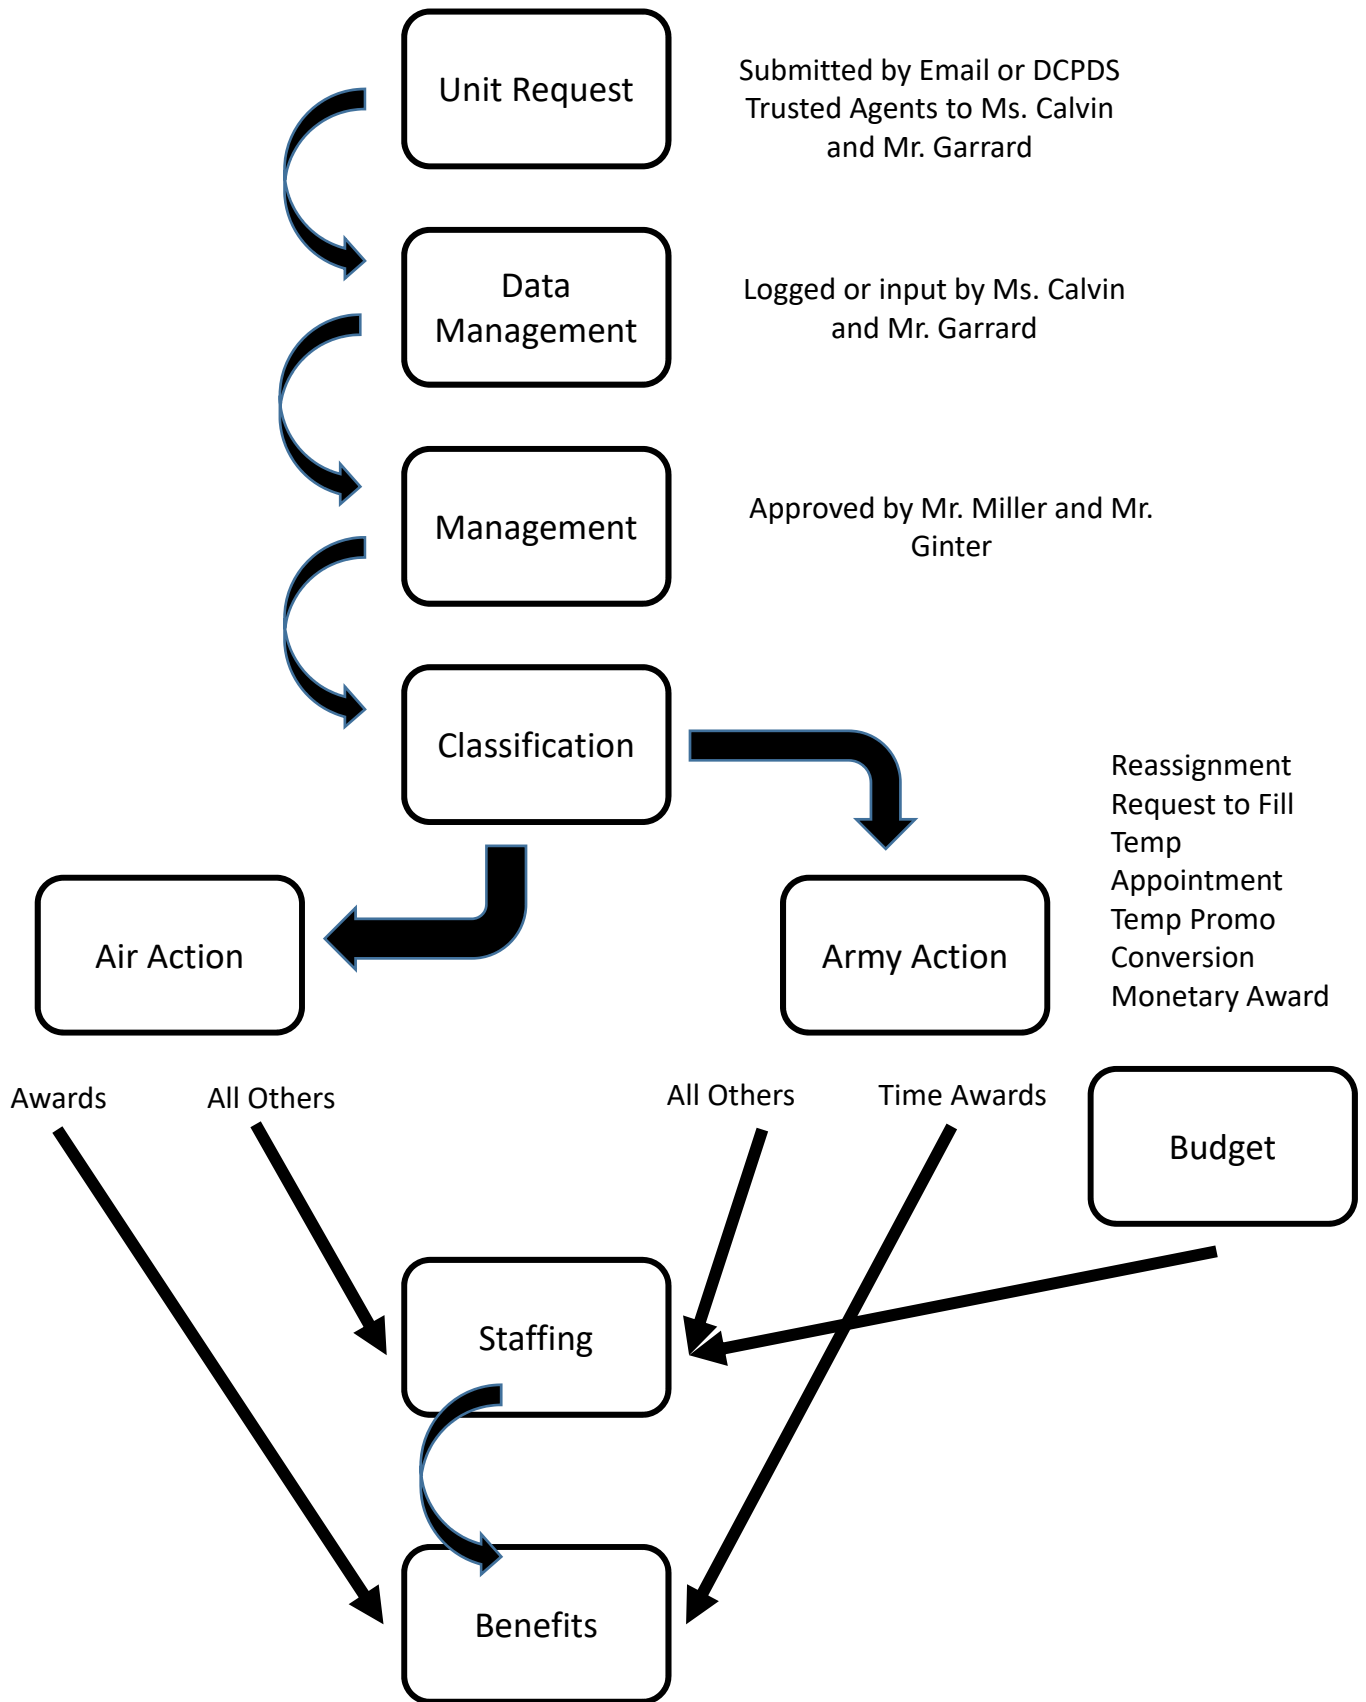 Unit Request
Submitted by Email or DCPDS
Trusted Agents to Ms. Calvin
and Mr. Garrard
Data
Management
Logged or input by Ms. Calvin
and Mr. Garrard
Management
Approved by Mr. Miller and Mr.
Ginter
Classification
Air Action
Army Action
Reassignment
Request to Fill
Temp
Appointment
Temp Promo
Conversion
Monetary Award
Awards
All Others
All Others
Time Awards
Budget
Staffing
Benefits